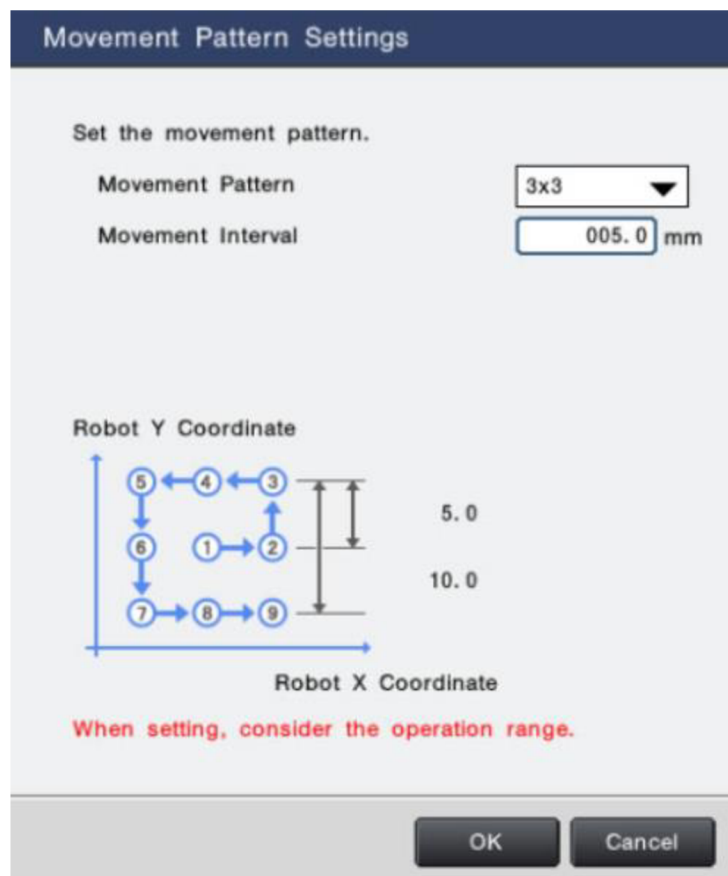 Movement Pattern Settings
Set the movement pattern.
Movement Pattern 3x3
Movement Interval 005.0 mm
Robot Y Coordinate
5 4 3
5.0
6 1 2
10.0
7 8 9
Robot X Coordinate
When setting, consider the operation range.
OK Cancel